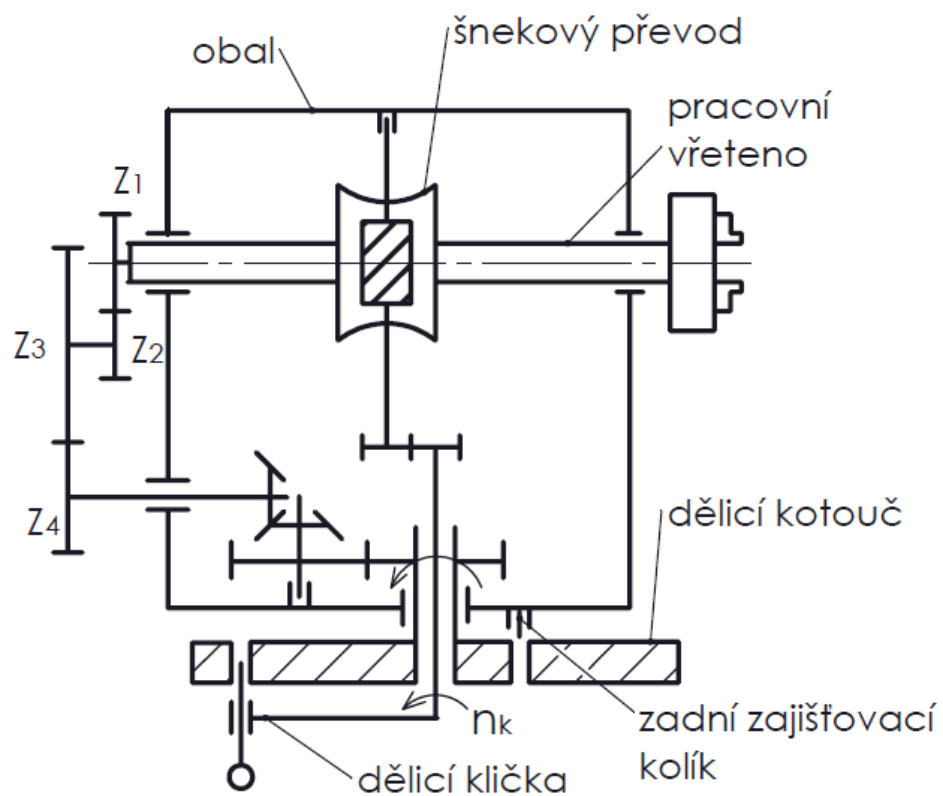 šnekový převod
obal
pracovní
vřeteno
Z1
Z3
Z2
Z4
dělicí kotouč
nk
zadní zajišťovací
kolík
dělicí klička